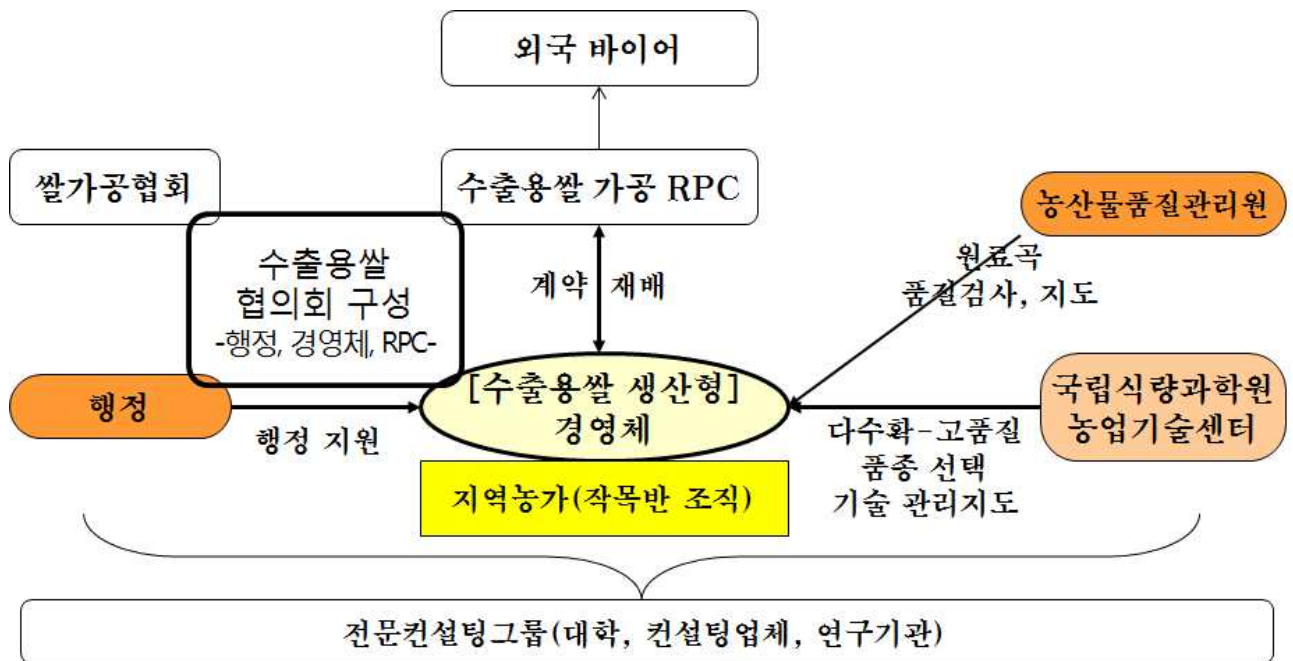 외국 바이어
쌀가공협회
수출용쌀 가공 RPC
농산물품질관리원
수출용쌀
협의회 구성
-행정, 경영체, RPC-
계약 재배
원료곡
품질검사, 지도
행정
행정 지원
[수출용쌀 생산형]
경영체
국립식량과학원
농업기술센터
다수확-고품질
품종 선택
기술 관리지도
지역농가(작목반 조직)
전문컨설팅그룹(대학, 컨설팅업체, 연구기관)